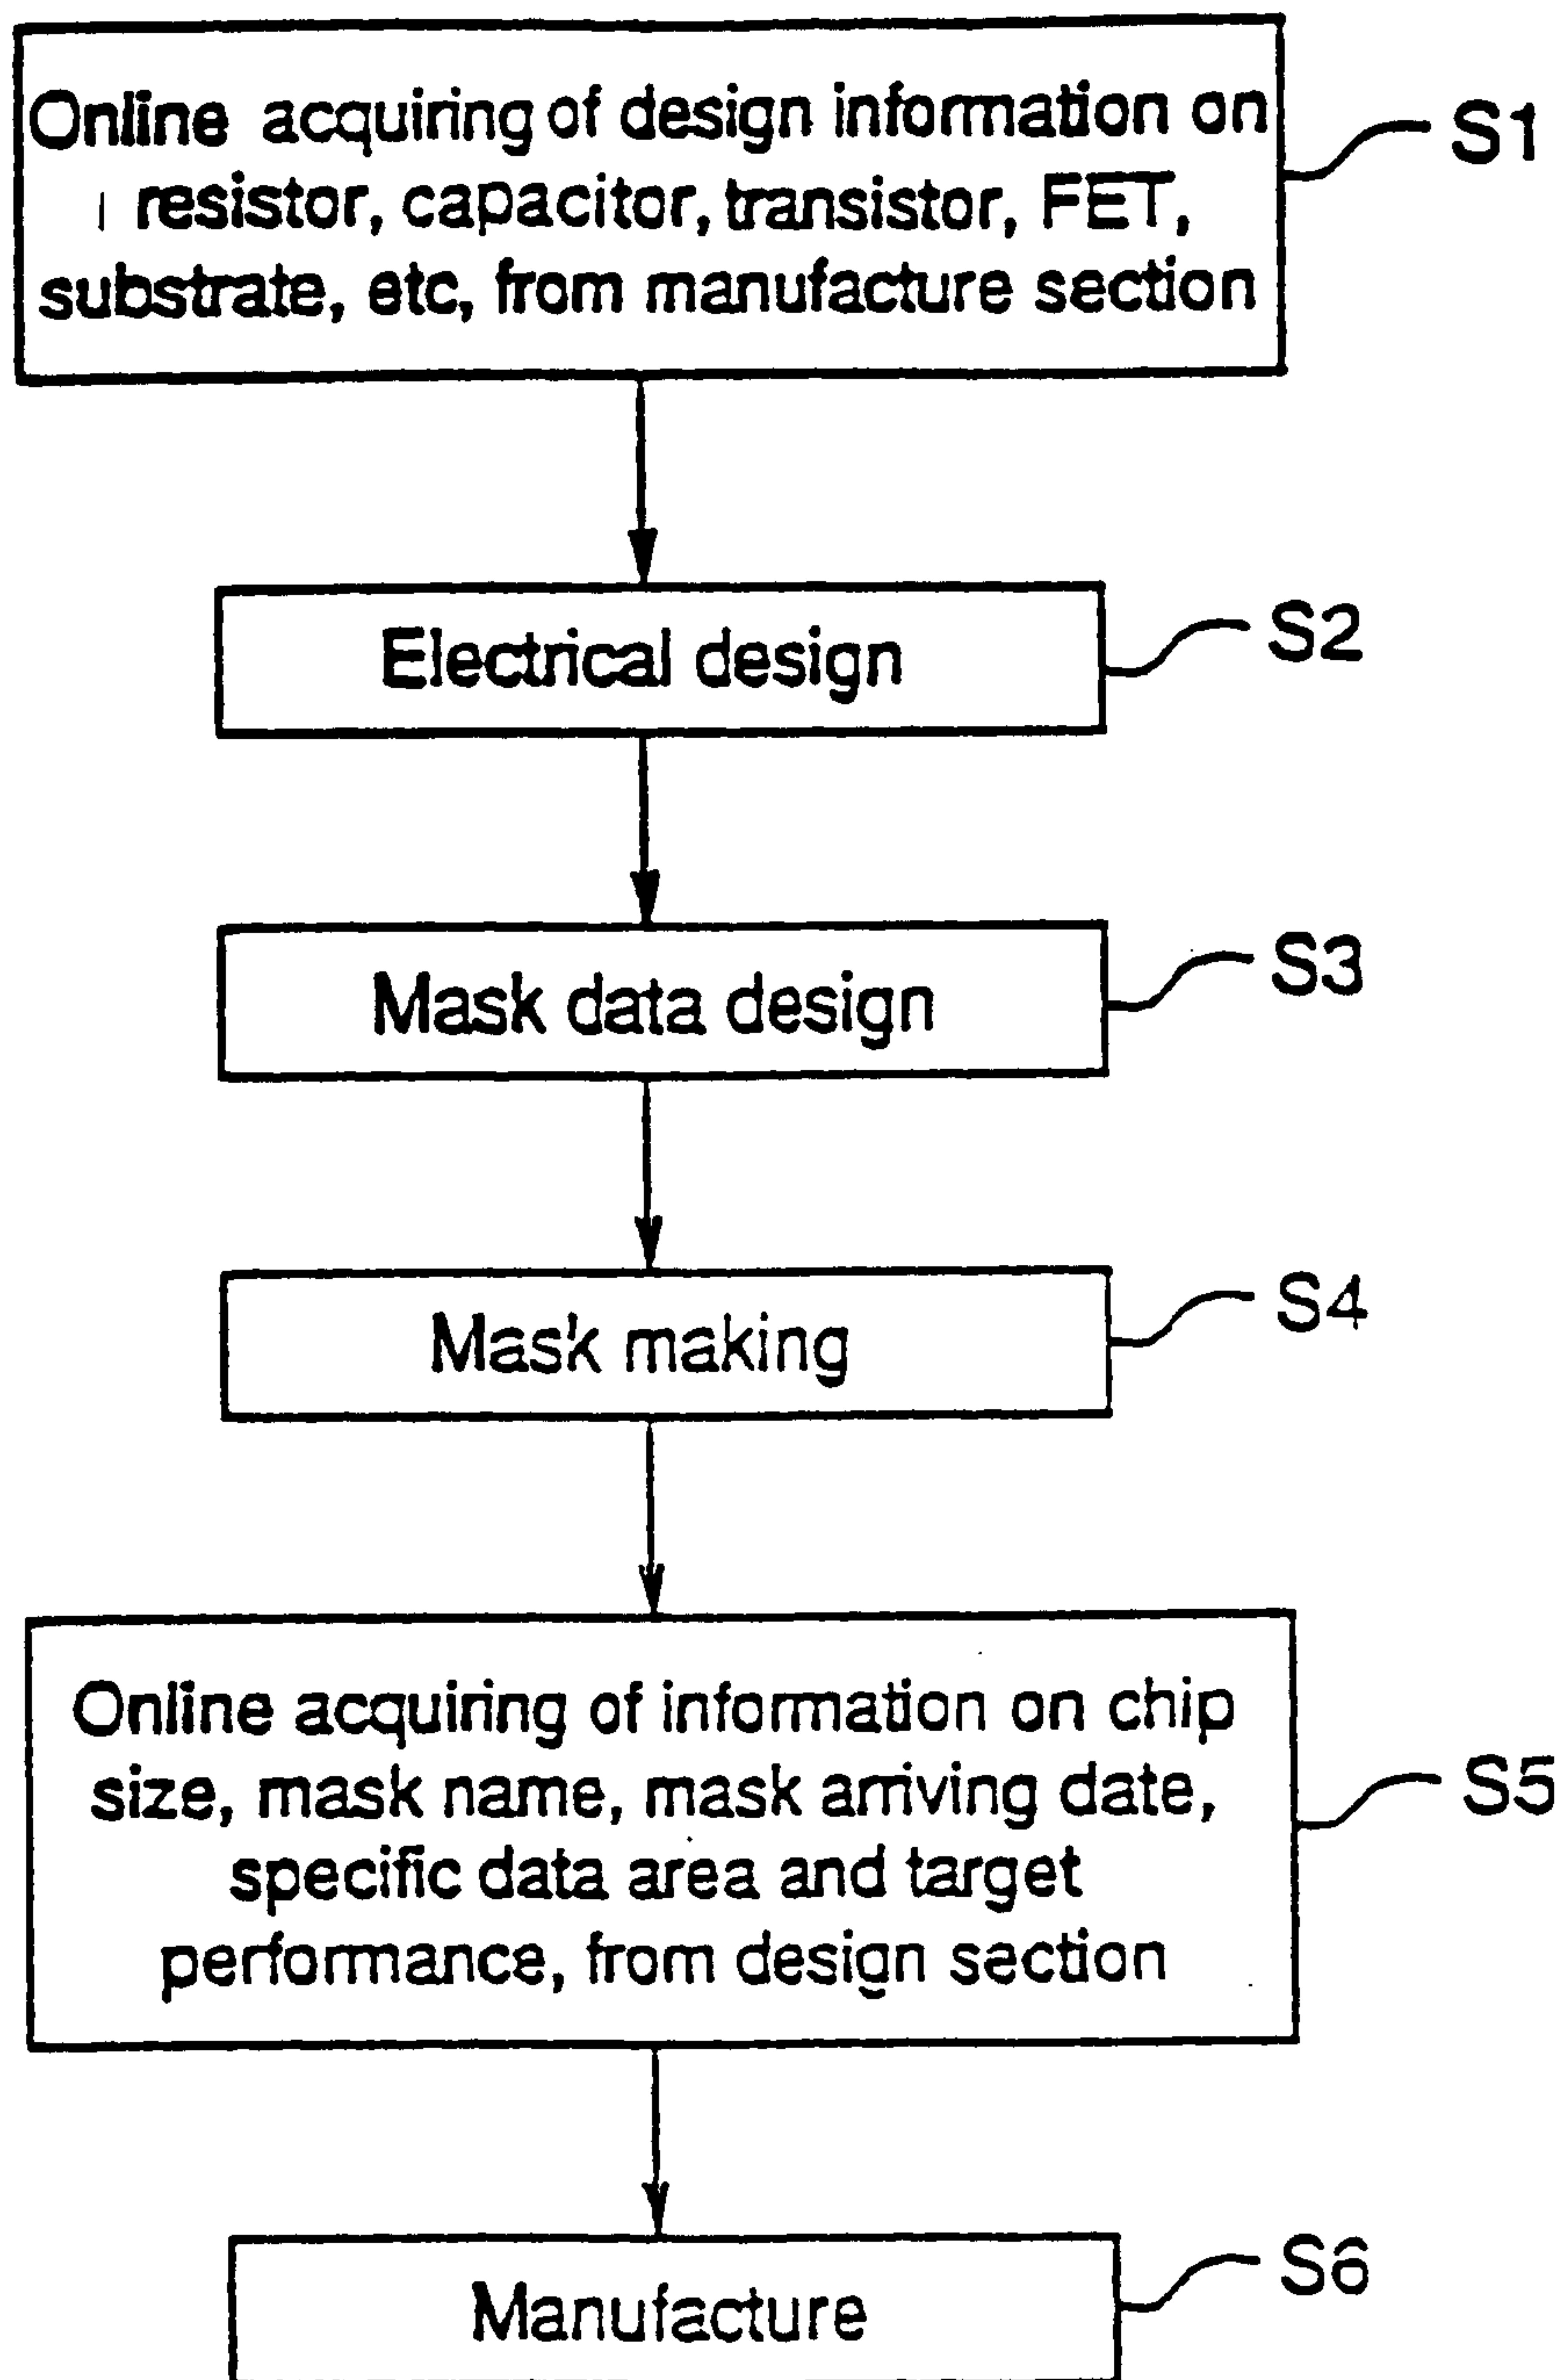 Online acquiring of design information on
resistor, capacitor, transistor, FET,
substrate, etc, from manufacture section
S1
Electrical design
S2
Mask data design
S3
Mask making
S4
Online acquiring of information on chip
size, mask name, mask arriving date,
specific data area and target
performance, from design section
S5
Manufacture
S6